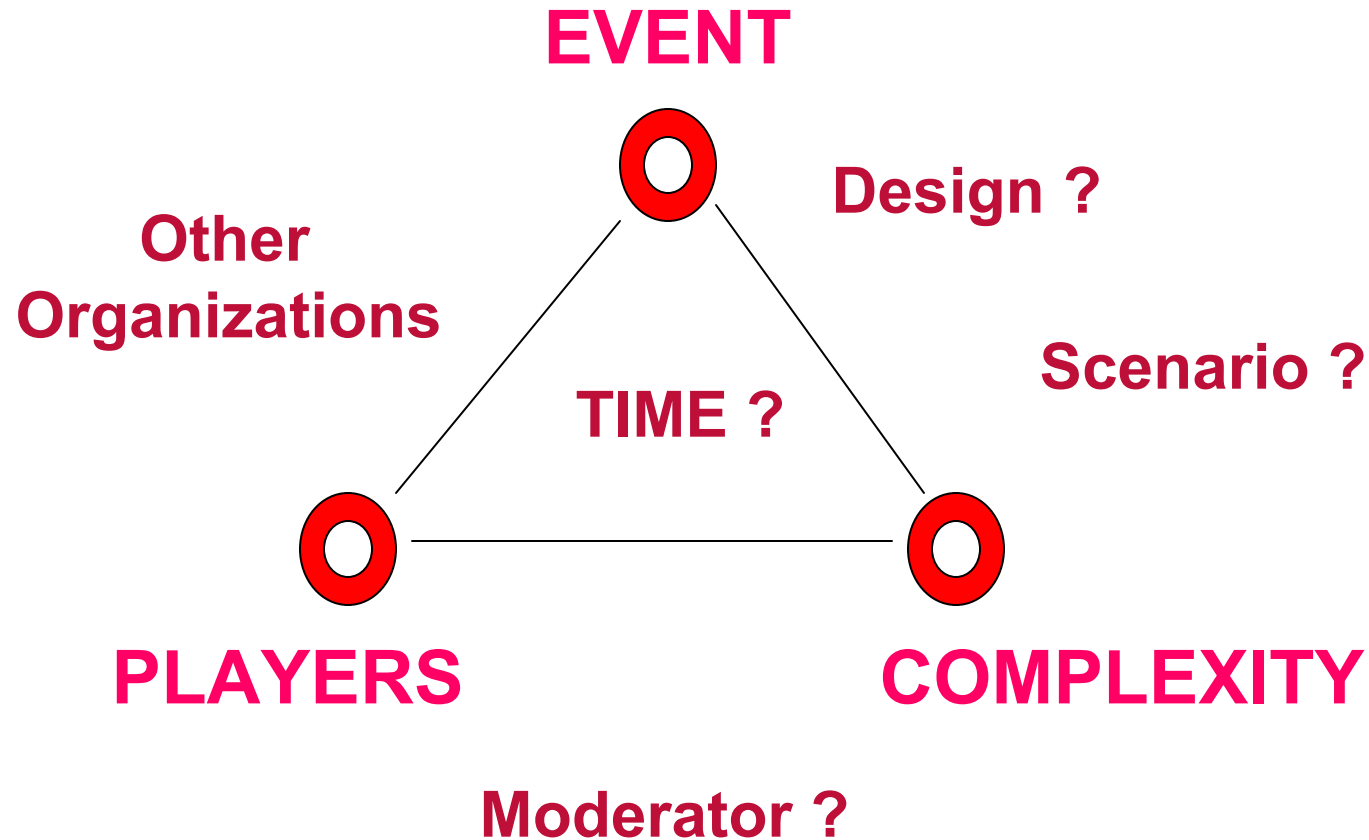 EVENT
Design ?
Other
Organizations
Scenario ?
TIME ?
PLAYERS
COMPLEXITY
Moderator ?